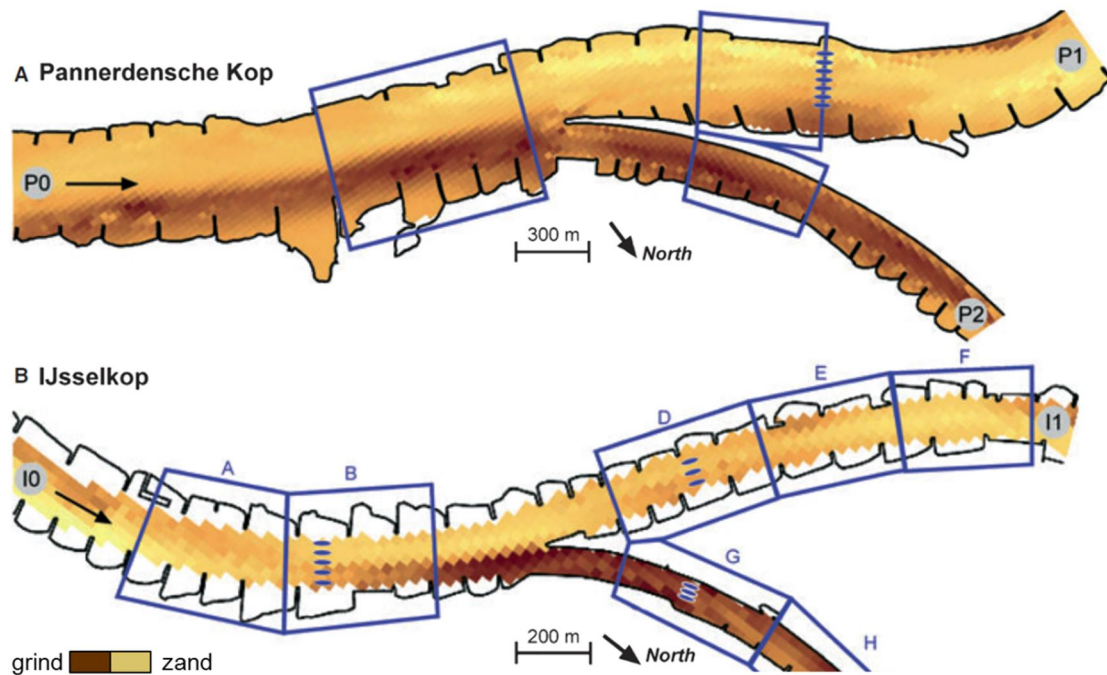 A Pannerdensche Kop
P1
P0
300 m
North
P2
B IJsselkop
F
E
D
I1
A
B
I0
G
200 m
North
H
grind zand